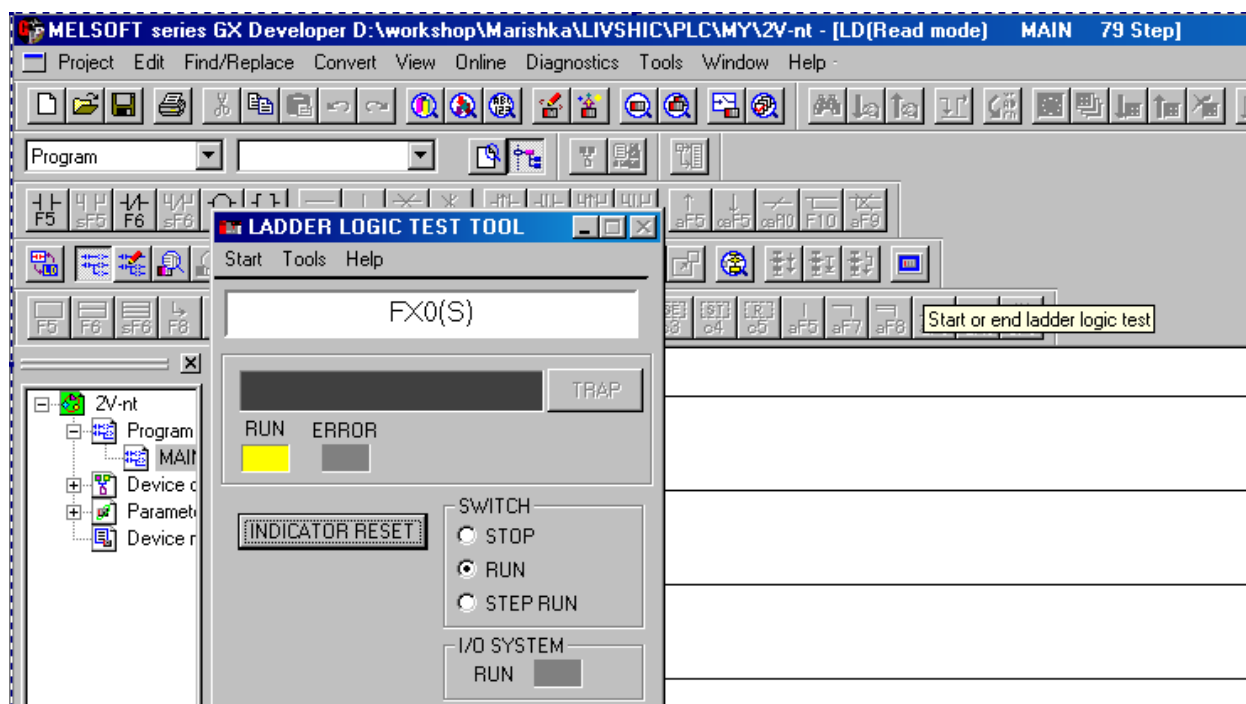 MELSOFT series GX Developer D:\workshop\Marishka\LIVSHIC\PLC\MY\2V-nt - [LD(Read mode) MAIN 79 Step]
Project Edit Find/Replace Convert View Online Diagnostics Tools Window Help
Program
F5 sF5 F6 sF6 aF5 caF5 caF10 F10 aF9
LADDER LOGIC TEST TOOL
Start Tools Help
FX0(S)
F5 F6 sF6 F8 c4 c5 aF5 aF7 aF8
Start or end ladder logic test
TRAP
RUN ERROR
2V-nt
Program
MAIN
Device
Paramet
Device
INDICATOR RESET
SWITCH
STOP
RUN
STEP RUN
I/O SYSTEM
RUN